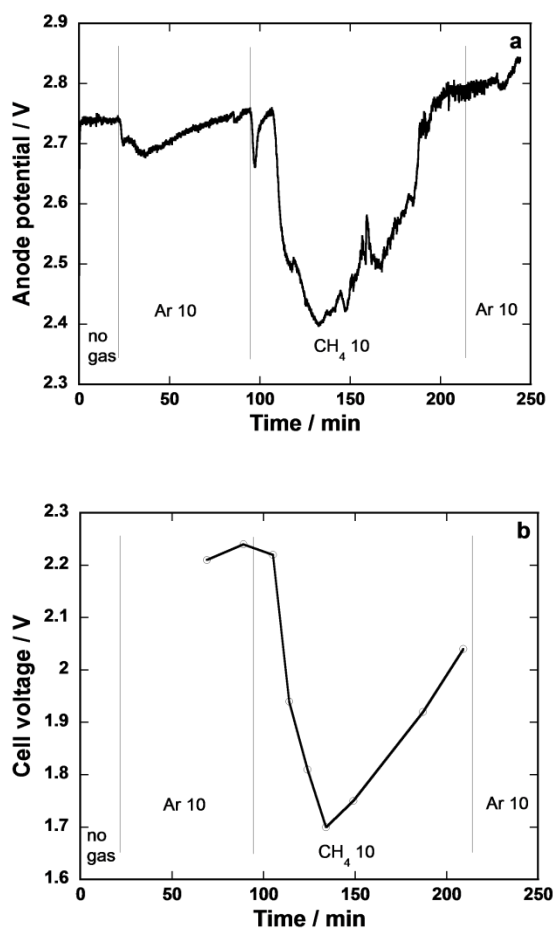 a
2.9
2.8
2.7
2.6
2.5
2.4
2.3
Anode potential / V
no
gas
Ar 10
CH₄ 10
Ar 10
0 50 100 150 200 250
Time / min
b
2.3
2.2
2.1
2
1.9
1.8
1.7
1.6
Cell voltage / V
no
gas
Ar 10
CH₄ 10
Ar 10
0 50 100 150 200 250
Time / min